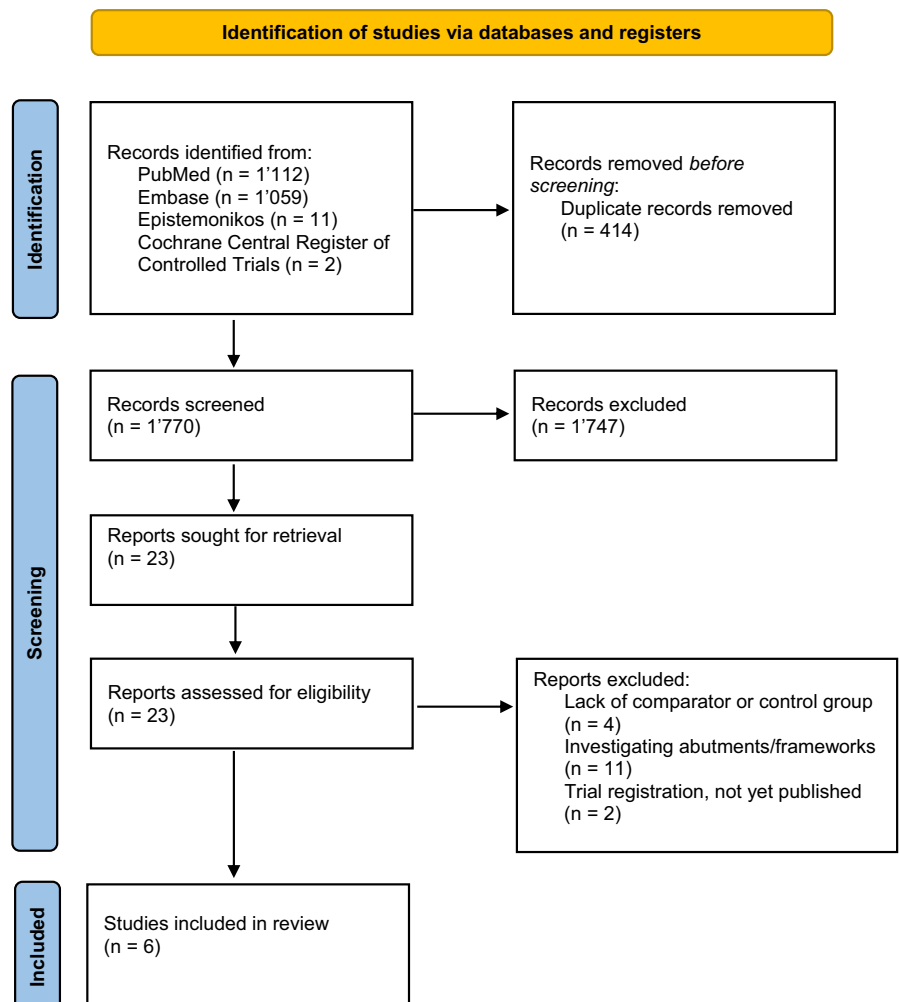 Identification of studies via databases and registers
Identification
Records identified from:
PubMed (n = 1’112)
Embase (n = 1’059)
Epistemonikos (n = 11)
Cochrane Central Register of
Controlled Trials (n = 2)
Records removed before
screening:
Duplicate records removed
(n = 414)
Screening
Records screened
(n = 1’770)
Records excluded
(n = 1’747)
Reports sought for retrieval
(n = 23)
Reports assessed for eligibility
(n = 23)
Reports excluded:
Lack of comparator or control group
(n = 4)
Investigating abutments/frameworks
(n = 11)
Trial registration, not yet published
(n = 2)
Included
Studies included in review
(n = 6)